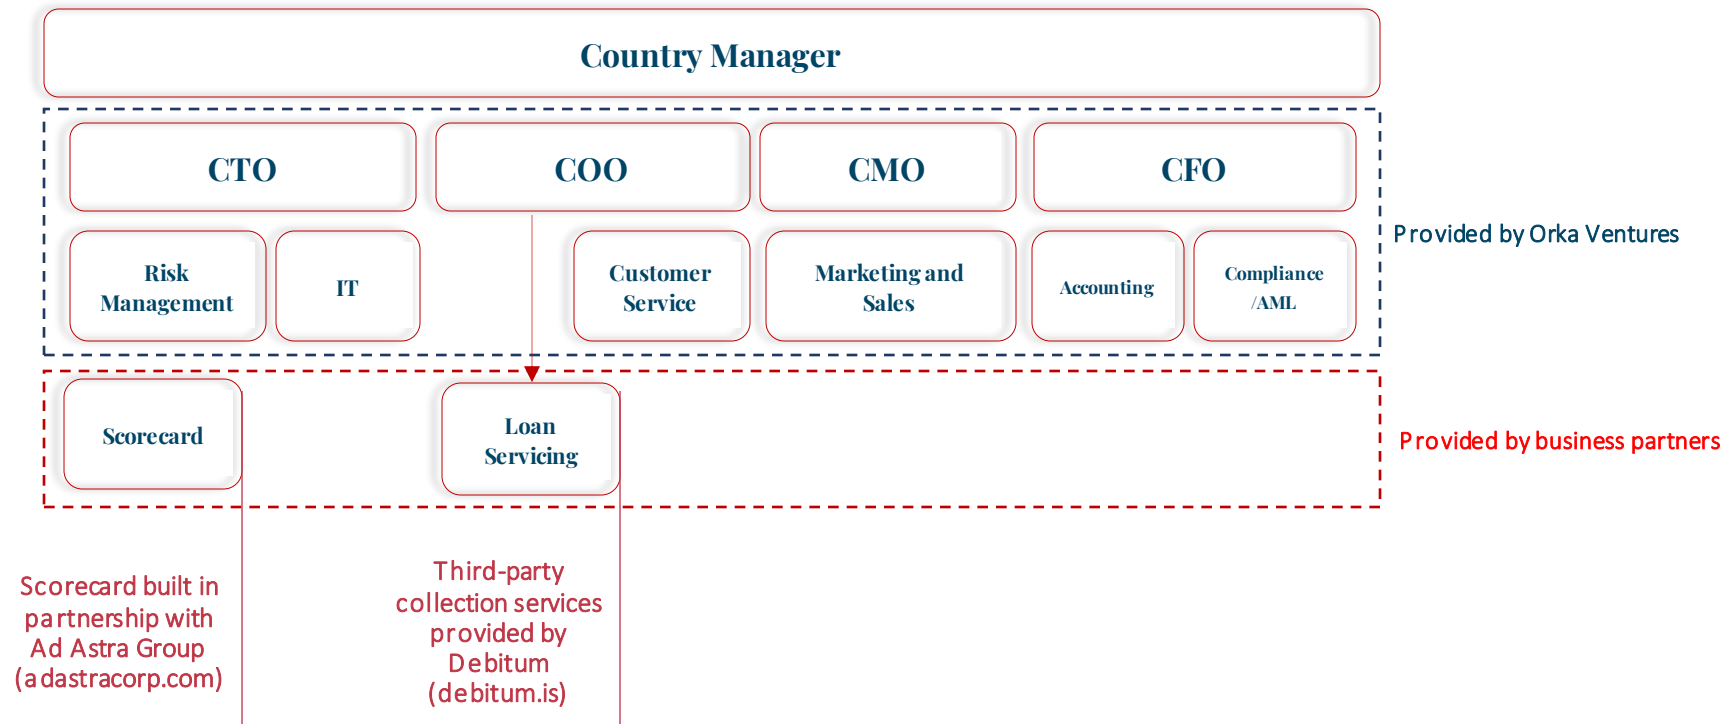 Country Manager
CTO
COO
CMO
CFO
Risk
Management
IT
Customer
Service
Marketing and
Sales
Accounting
Compliance
/AML
Provided by Orka Ventures
Scorecard
Loan
Servicing
Provided by business partners
Scorecard built in
partnership with
Ad Astra Group
(adastracorp.com)
Third-party
collection services
provided by
Debitum
(debitum.is)